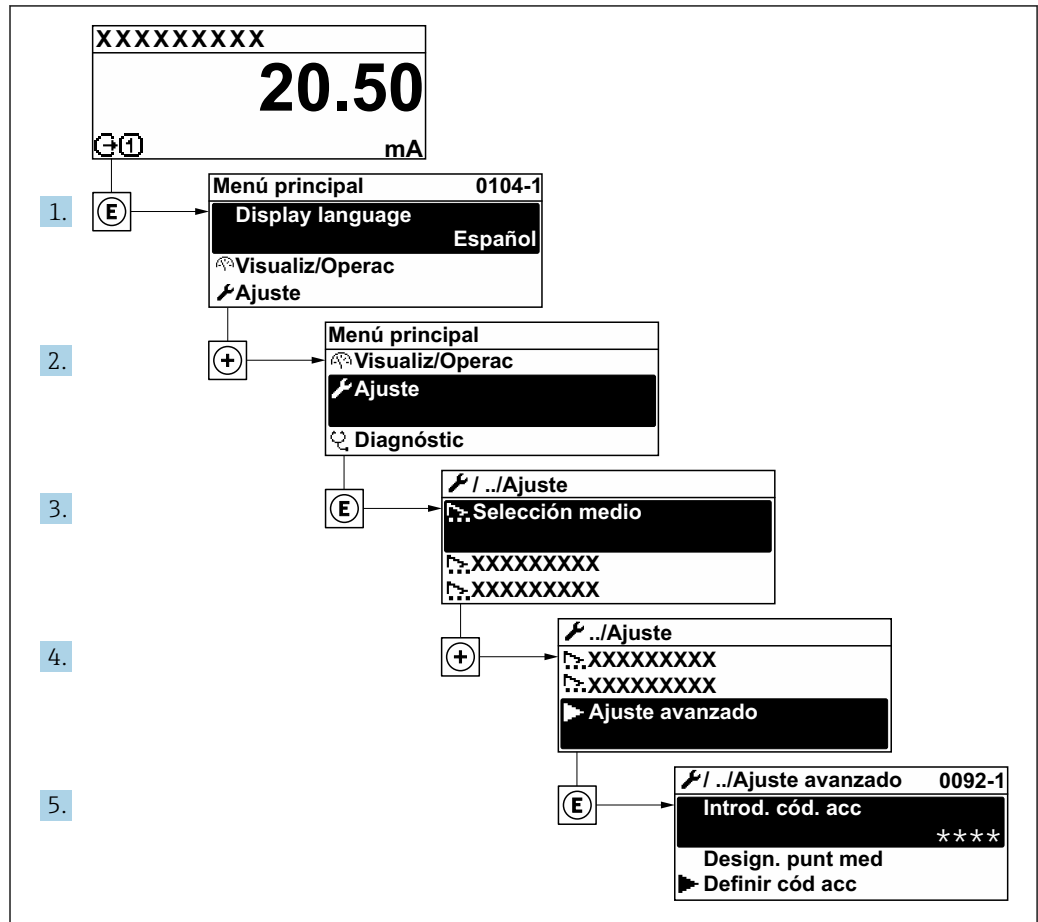 XXXXXXXXX
20.50
1 mA
1. E
Menú principal 0104-1
Display language
Español
Visualiz/Operac
Ajuste
2. +
Menú principal
Visualiz/Operac
Ajuste
Diagnóstic
3. E
/ ../Ajuste
Selección medio
XXXXXXXXX
XXXXXXXXX
4. +
../Ajuste
XXXXXXXXX
XXXXXXXXX
Ajuste avanzado
5. E
/ ../Ajuste avanzado 0092-1
Introd. cód. acc
****
Design. punt med
Definir cód acc